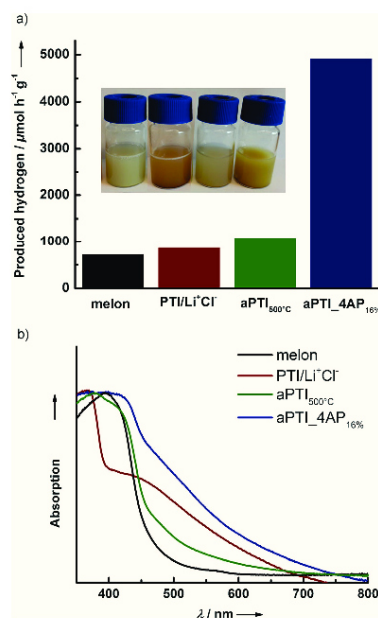 a)
Produced hydrogen / µmol h⁻¹ g⁻¹ →
5000
4000
3000
2000
1000
0
melon
PTI/Li⁺Cl⁻
aPTI₅₀₀°C
aPTI_4AP₁₆%
b)
Absorption →
melon
PTI/Li⁺Cl⁻
aPTI₅₀₀°C
aPTI_4AP₁₆%
400
500
600
700
800
λ / nm →